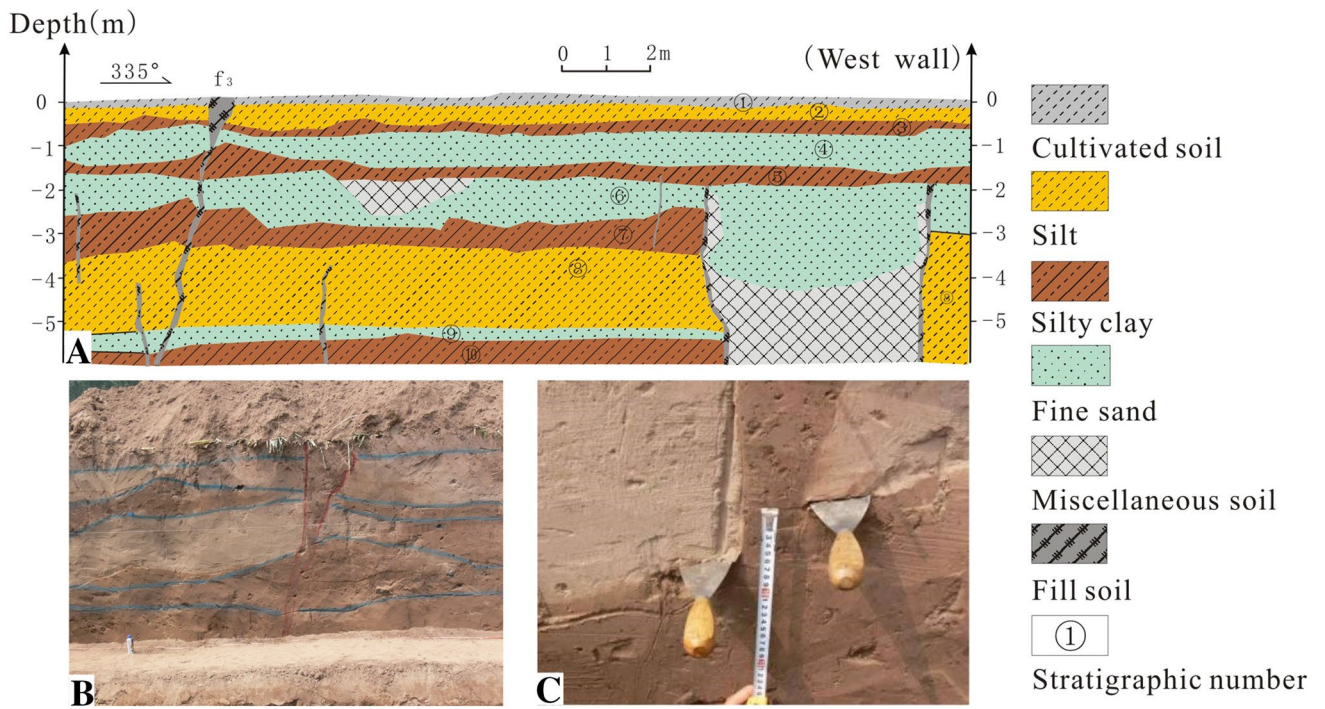 Depth(m)
335°
f₃
0 1 2m
(West wall)
0
-1
-2
-3
-4
-5
0
-1
-2
-3
-4
-5
①
②
③
④
⑤
⑥
⑦
⑧
⑧
⑨
⑩
A
B
C
Cultivated soil
Silt
Silty clay
Fine sand
Miscellaneous soil
Fill soil
①
Stratigraphic number